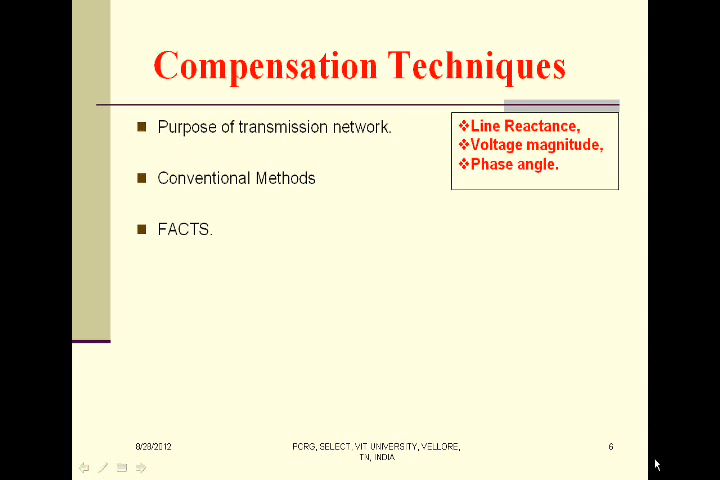 Compensation Techniques
Purpose of transmission network.
Conventional Methods
FACTS.
Line Reactance,
Voltage magnitude,
Phase angle.
8/28/2012
PCRG, SELECT, VIT UNIVERSITY, VELLORE,
TN, INDIA
6